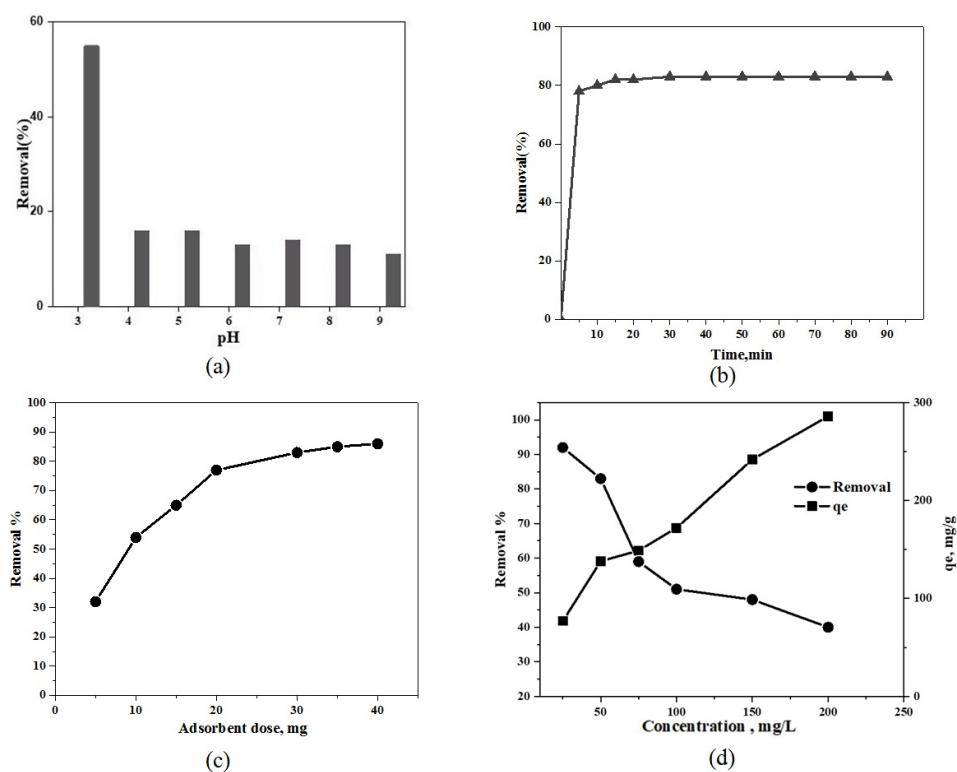 60
40
20
0
Removal(%)
3 4 5 6 7 8 9
pH
(a)
100
80
60
40
20
0
Removal(%)
10 20 30 40 50 60 70 80 90
Time,min
(b)
100
90
80
70
60
50
40
30
20
10
0
Removal %
0 10 20 30 40
Adsorbent dose, mg
(c)
100
90
80
70
60
50
40
30
20
Removal %
Removal
qe
300
200
100
0
qe, mg/g
50 100 150 200 250
Concentration , mg/L
(d)